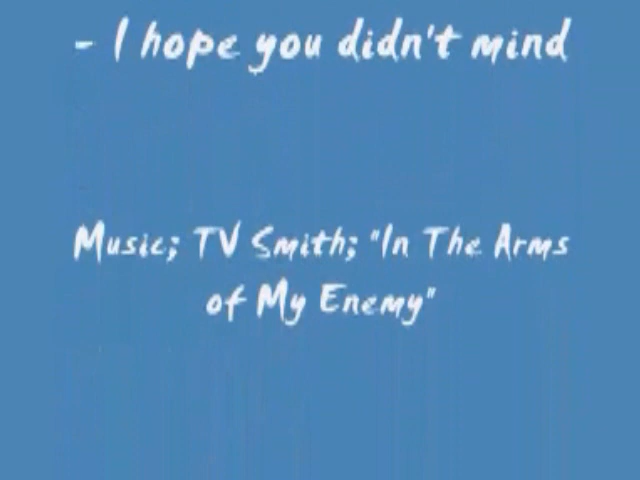 - I hope you didn't mind
Music; TV Smith; "In The Arms
of My Enemy"